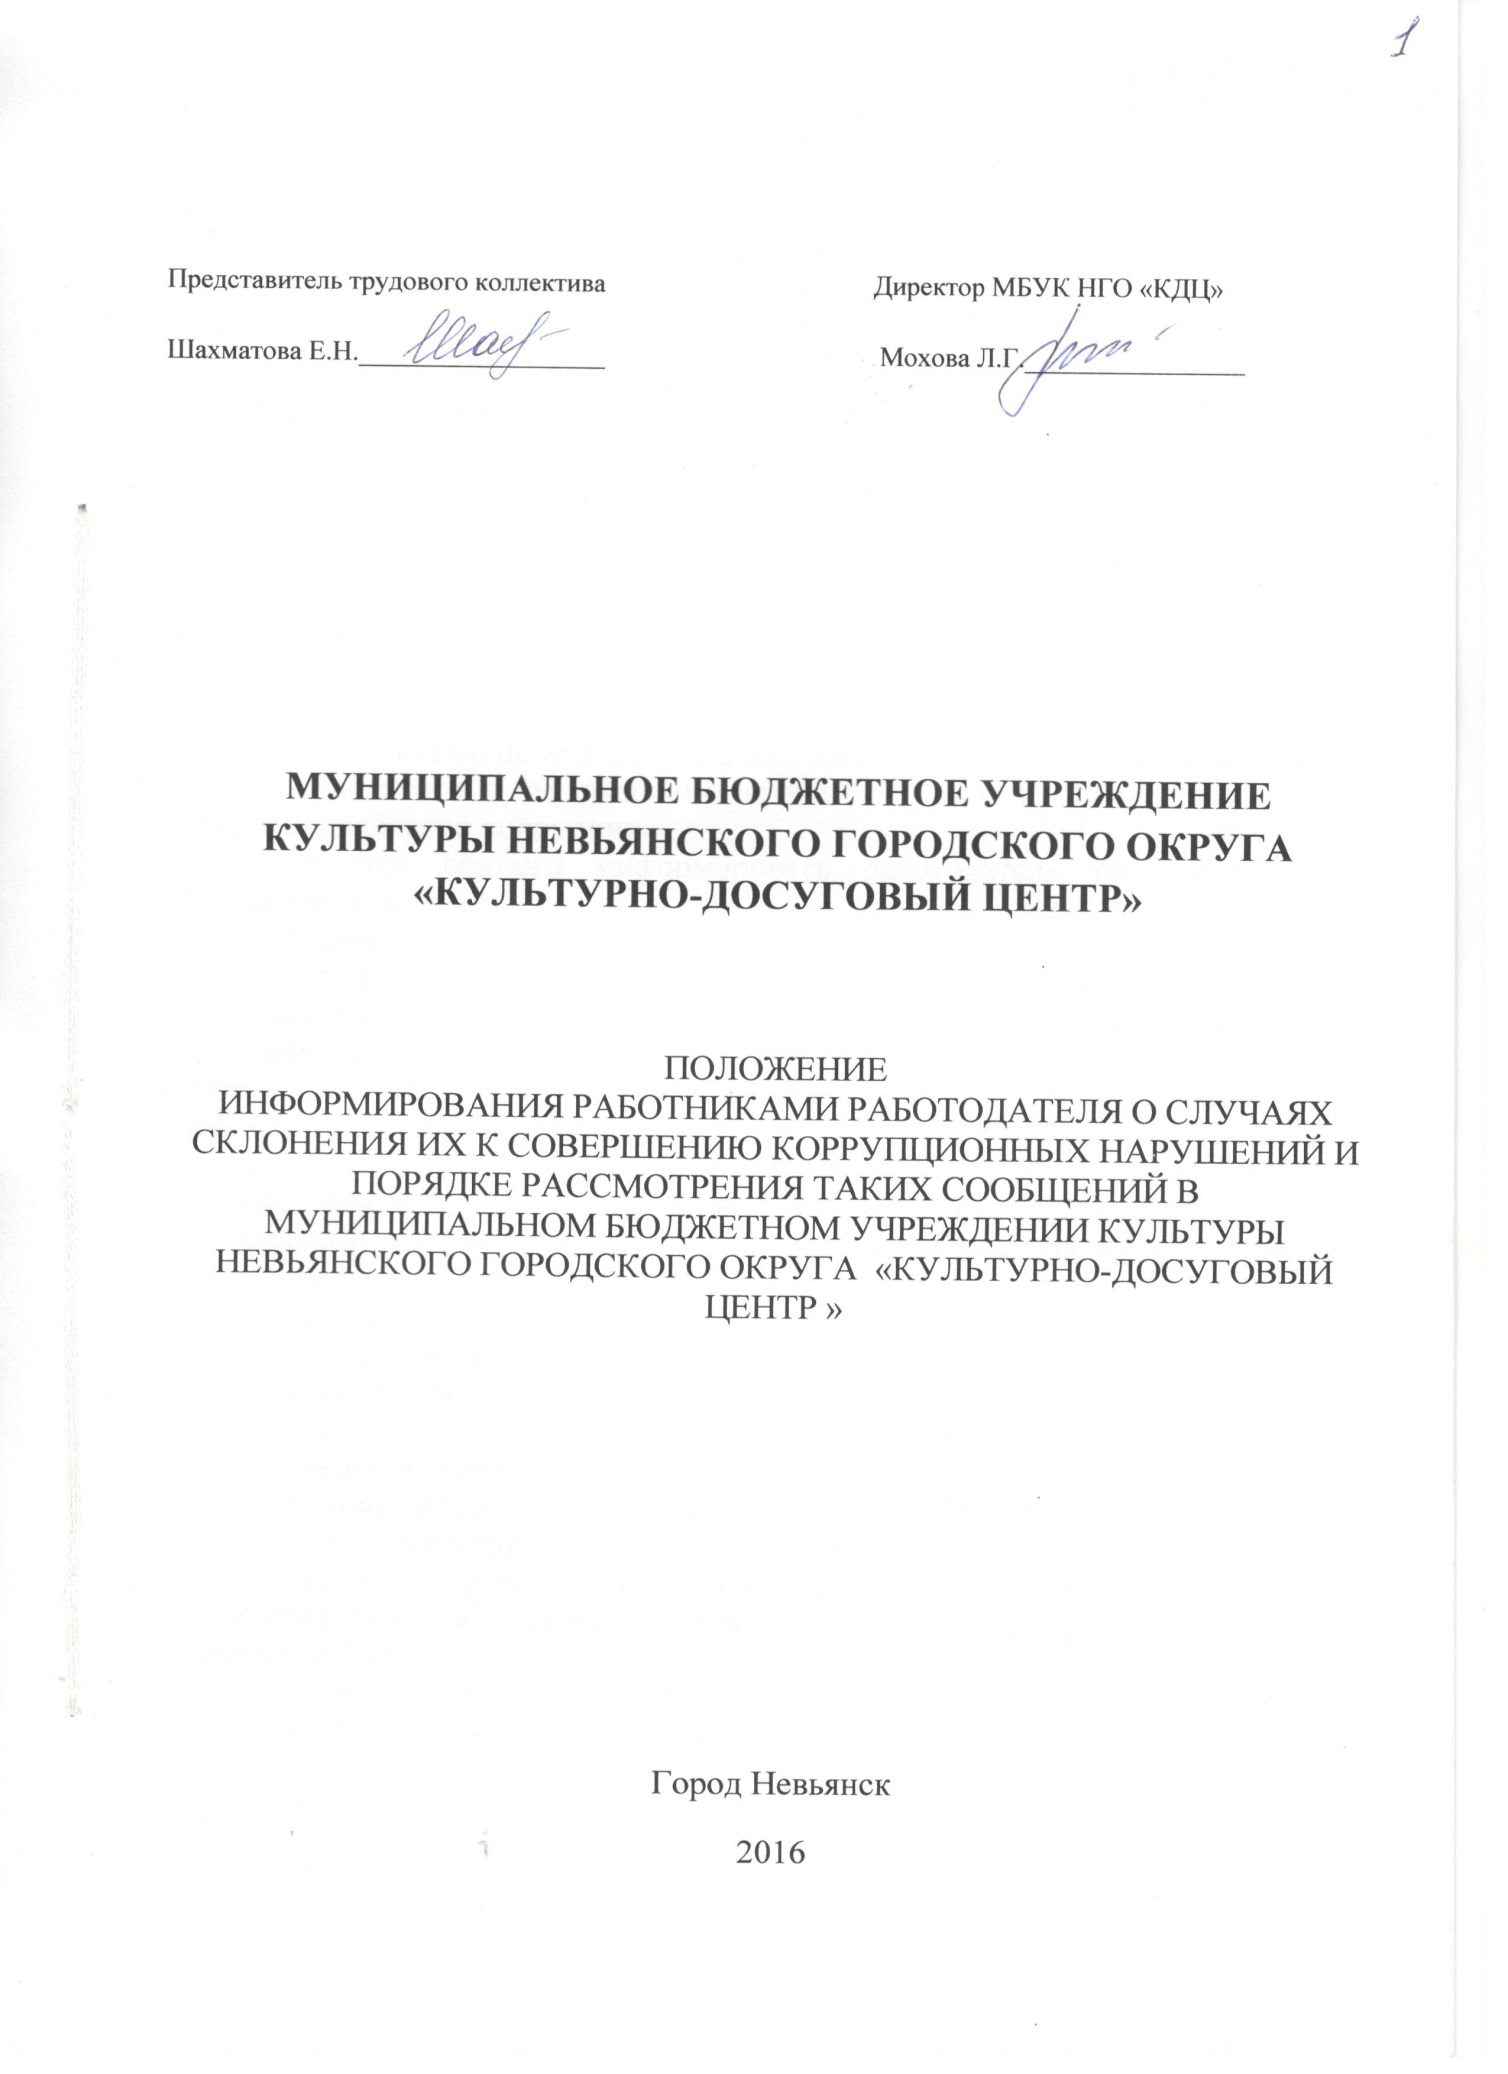 1
Представитель трудового коллектива
Директор МБУК НГО «КДЦ»
Шахматова Е.Н.
Мохова Л.Г.
МУНИЦИПАЛЬНОЕ БЮДЖЕТНОЕ УЧРЕЖДЕНИЕ
КУЛЬТУРЫ НЕВЬЯНСКОГО ГОРОДСКОГО ОКРУГА
«КУЛЬТУРНО-ДОСУГОВЫЙ ЦЕНТР»
ПОЛОЖЕНИЕ
ИНФОРМИРОВАНИЯ РАБОТНИКАМИ РАБОТОДАТЕЛЯ О СЛУЧАЯХ
СКЛОНЕНИЯ ИХ К СОВЕРШЕНИЮ КОРРУПЦИОННЫХ НАРУШЕНИЙ И
ПОРЯДКЕ РАССМОТРЕНИЯ ТАКИХ СООБЩЕНИЙ В
МУНИЦИПАЛЬНОМ БЮДЖЕТНОМ УЧРЕЖДЕНИИ КУЛЬТУРЫ
НЕВЬЯНСКОГО ГОРОДСКОГО ОКРУГА «КУЛЬТУРНО-ДОСУГОВЫЙ
ЦЕНТР »
Город Невьянск
2016